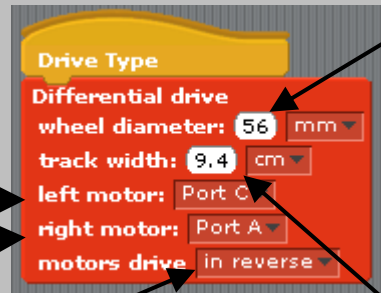 Drive Type
Differential drive
wheel diameter: 56 mm
track width: 9.4 cm
left motor: Port C
right motor: Port A
motors drive in reverse